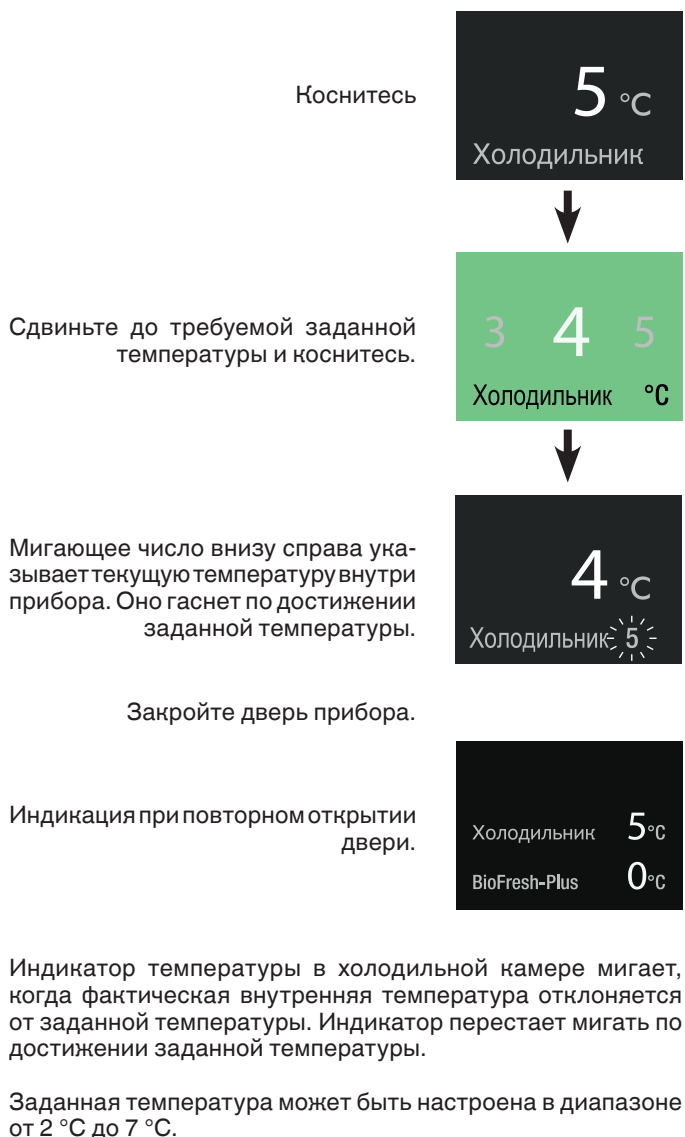 Коснитесь
5 °C
Холодильник
Сдвиньте до требуемой заданной
температуры и коснитесь.
3 4 5
Холодильник °C
Мигающее число внизу справа ука-
зывает текущую температуру внутри
прибора. Оно гаснет по достижении
заданной температуры.
4 °C
Холодильник 5
Закройте дверь прибора.
Индикация при повторном открытии
двери.
Холодильник 5°C
BioFresh-Plus 0°C
Индикатор температуры в холодильной камере мигает,
когда фактическая внутренняя температура отклоняется
от заданной температуры. Индикатор перестает мигать по
достижении заданной температуры.
Заданная температура может быть настроена в диапазоне
от 2 °C до 7 °C.